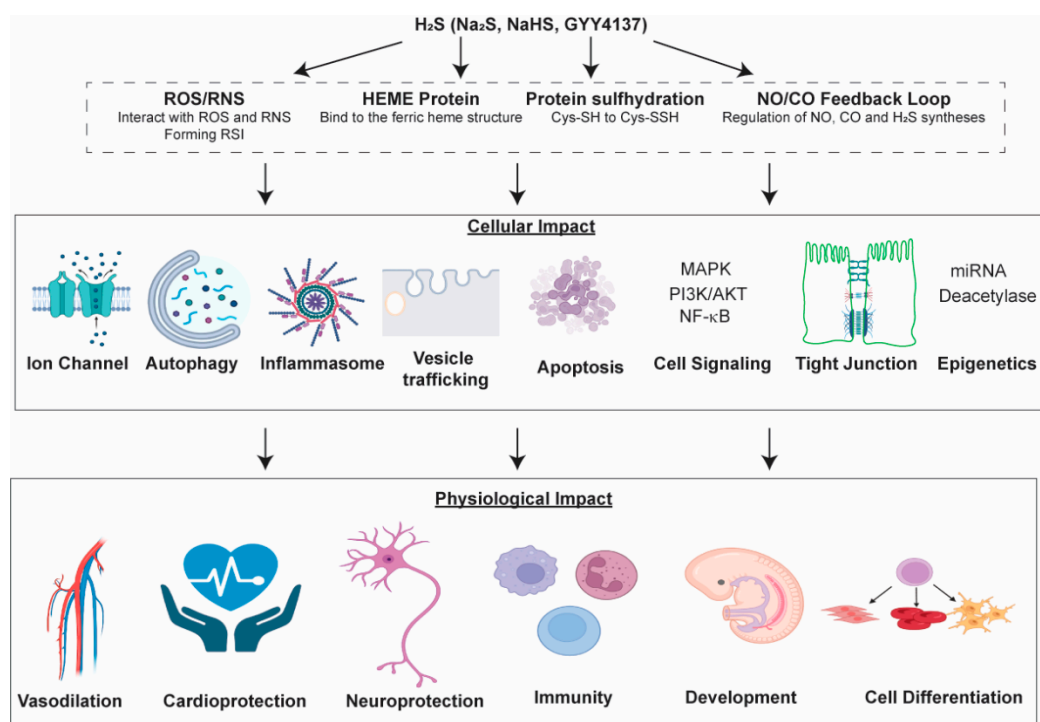 H₂S (Na₂S, NaHS, GYY4137)
ROS/RNS
Interact with ROS and RNS
Forming RSI
HEME Protein
Bind to the ferric heme structure
Protein sulfhydration
Cys-SH to Cys-SSH
NO/CO Feedback Loop
Regulation of NO, CO and H₂S syntheses
Cellular Impact
Ion Channel
Autophagy
Inflammasome
Vesicle
trafficking
Apoptosis
MAPK
PI3K/AKT
NF-κB
Cell Signaling
Tight Junction
miRNA
Deacetylase
Epigenetics
Physiological Impact
Vasodilation
Cardioprotection
Neuroprotection
Immunity
Development
Cell Differentiation